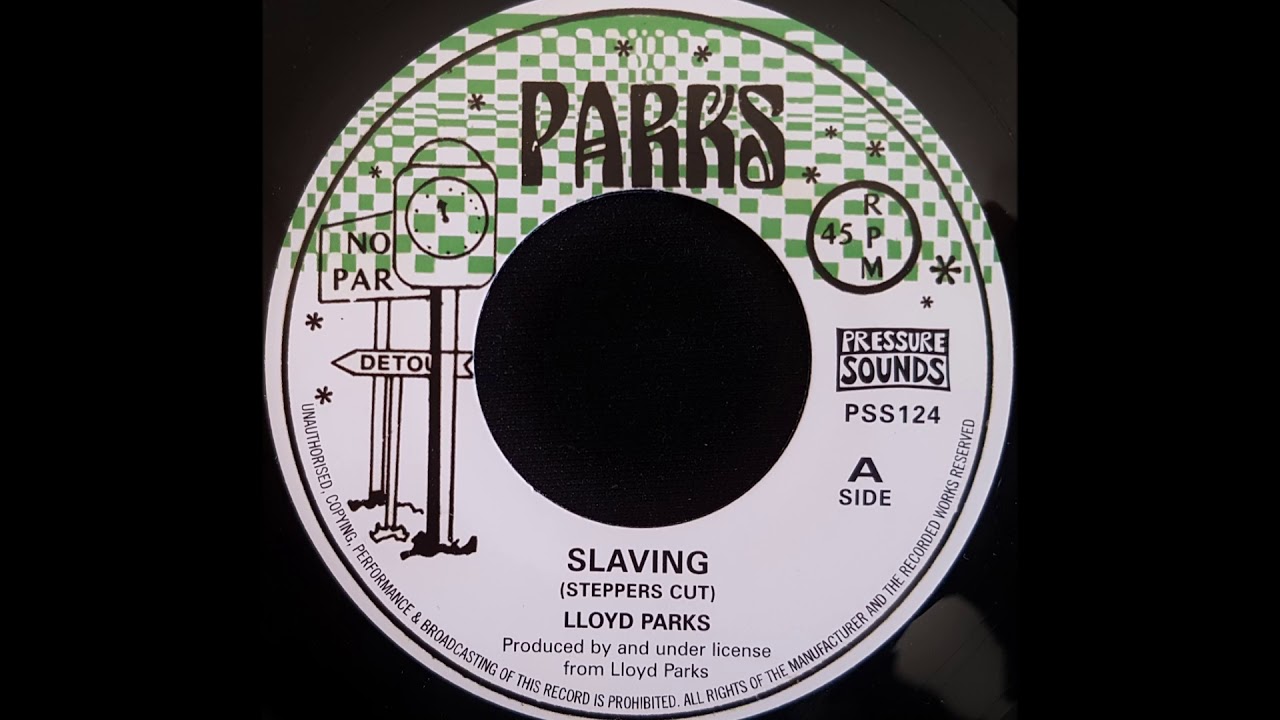 PARKS
45 RPM
NO
PAR
DETOU
PRESSURE
SOUNDS
PSS124
A
SIDE
SLAVING
(STEPPERS CUT)
LLOYD PARKS
Produced by and under license
from Lloyd Parks
UNAUTHORISED, COPYING, PERFORMANCE & BROADCASTING OF THIS RECORD IS PROHIBITED. ALL RIGHTS OF THE MANUFACTURER AND THE RECORDED WORKS RESERVED